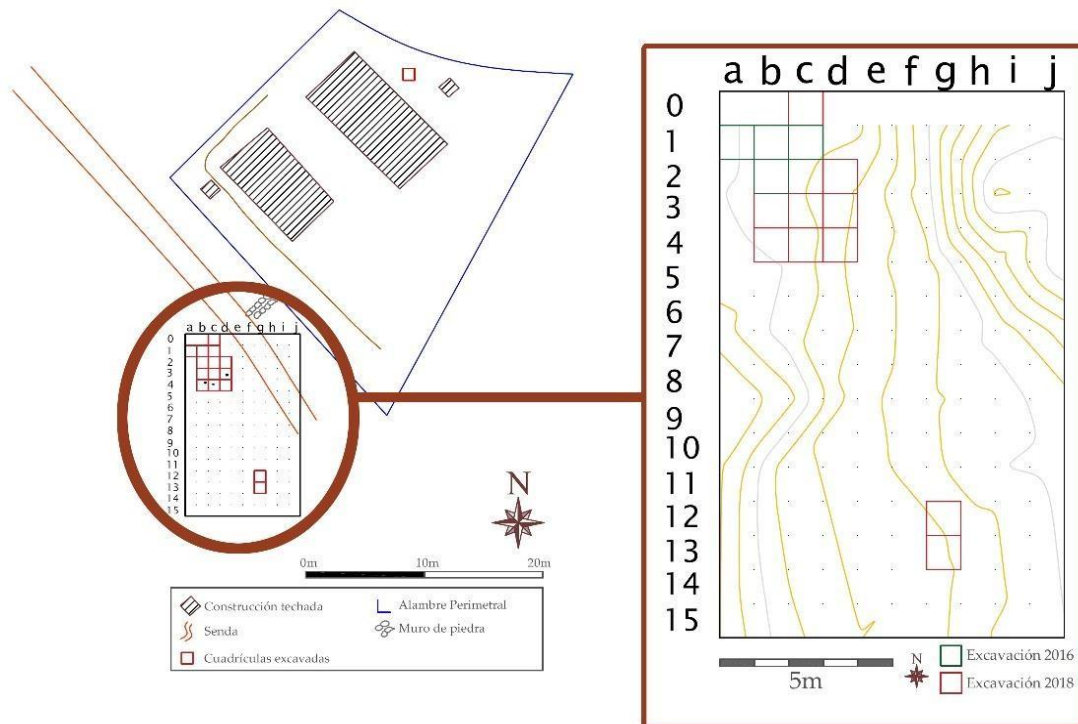 a b c d e f g h i j
0
1
2
3
4
5
6
7
8
9
10
11
12
13
14
15
N
0m 10m 20m
Construcción techada
Alambre Perimetral
Senda
Muro de piedra
Cuadrículas excavadas
a b c d e f g h i j
0
1
2
3
4
5
6
7
8
9
10
11
12
13
14
15
5m
N
Excavación 2016
Excavación 2018